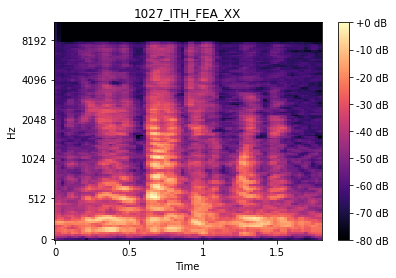 1027_ITH_FEA_XX
+0 dB
8192
-10 dB
4096
-20 dB
-30 dB
2048
Hz
-40 dB
1024
-50 dB
512
-60 dB
-70 dB
0
-80 dB
0
0.5
1
1.5
Time